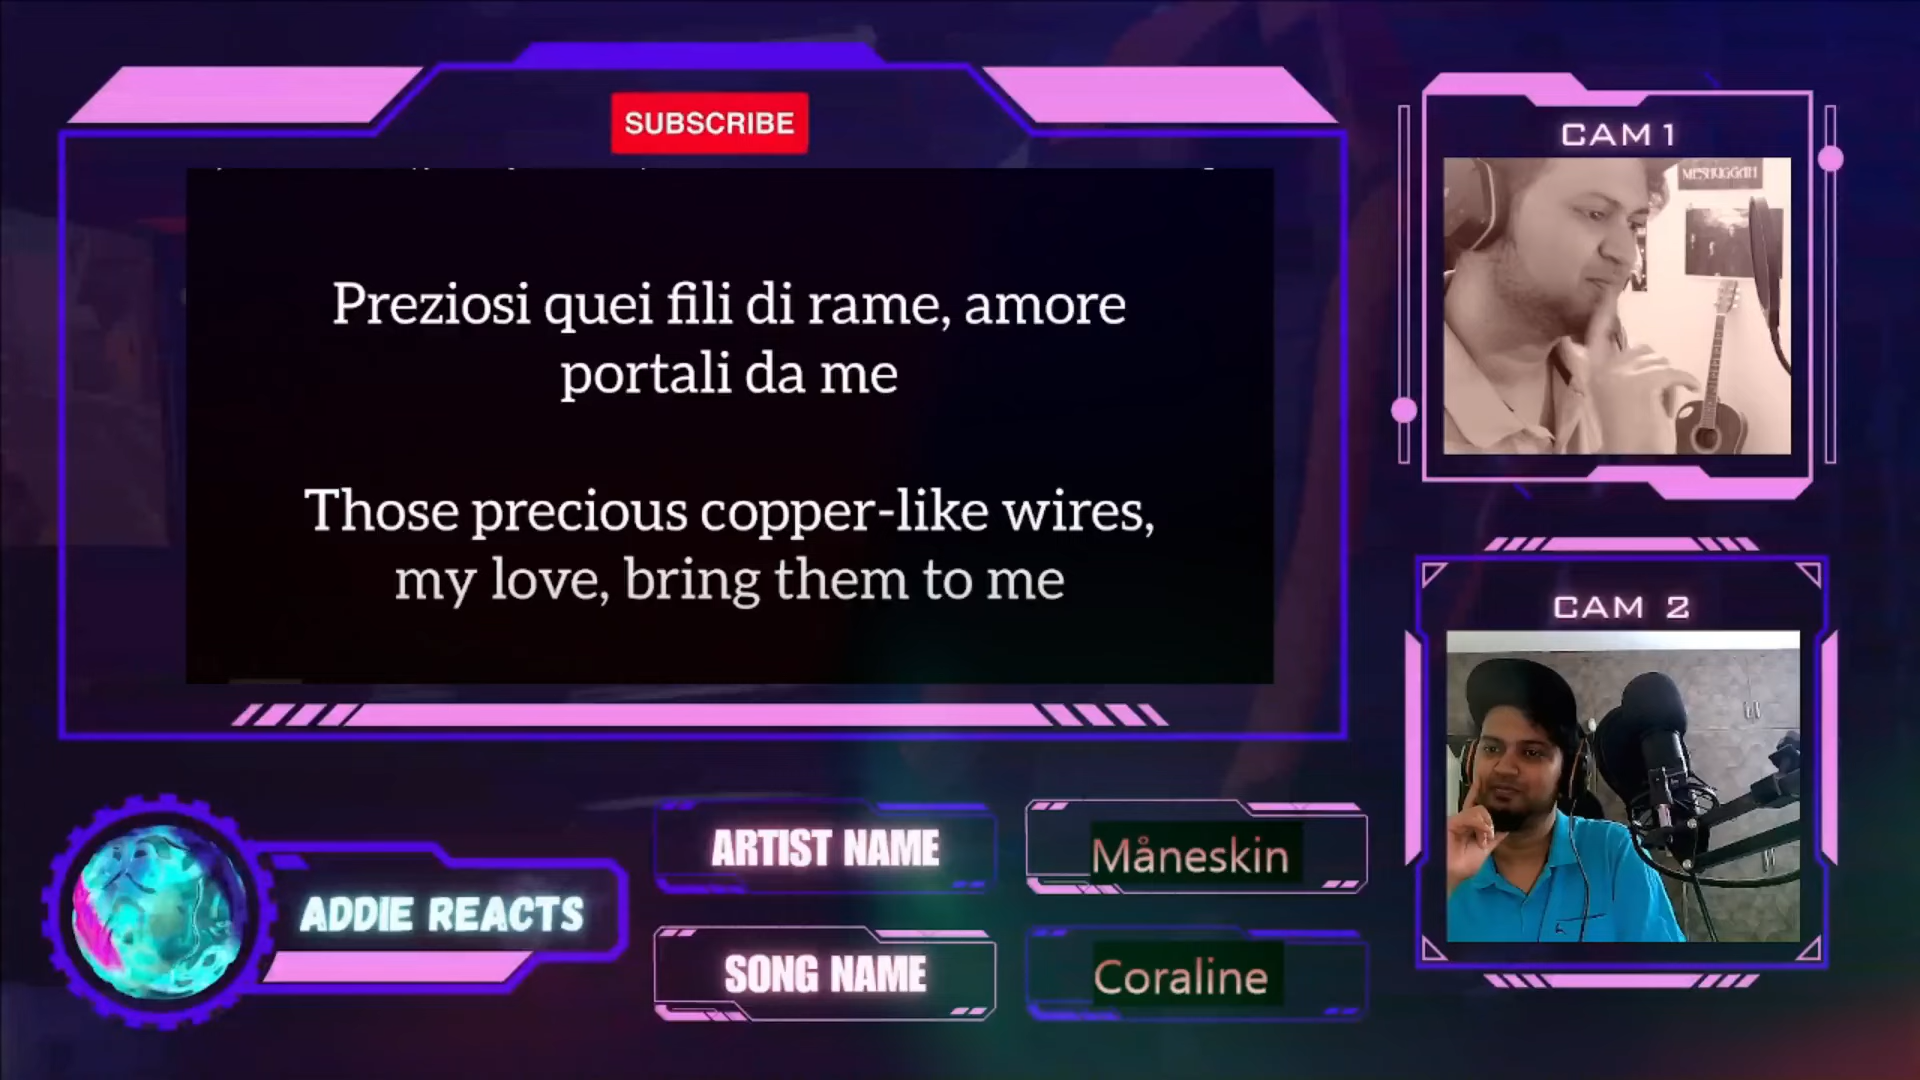 SUBSCRIBE
Preziosi quei fili di rame, amore
portali da me
Those precious copper-like wires,
my love, bring them to me
CAM 1
MESHUGGAH
CAM 2
ADDIE REACTS
ARTIST NAME
Måneskin
SONG NAME
Coraline